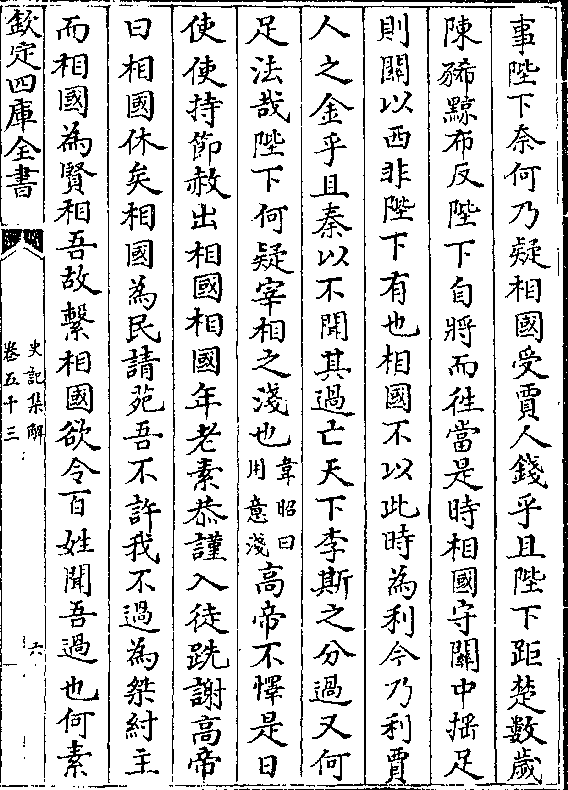 事陛下奈何乃疑相國受賈人錢乎且陛下距楚數歲
陳豨黥布反陛下自將而往當是時相國守關中揺足
則關以西非陛下有也相國不以此時為利今乃利賈
人之金乎且秦以不聞其過亡天下李斯之分過又何
足法哉陛下何疑宰相之淺也韋昭曰用意淺高帝不懌是日
使使持節赦出相國相國年老素恭謹入徒跣謝高帝
曰相國休矣相國為民請苑吾不許我不過為桀紂主
而相國為賢相吾故繫相國欲令百姓聞吾過也何素
欽定四庫全書
史記集解
卷五十三
六